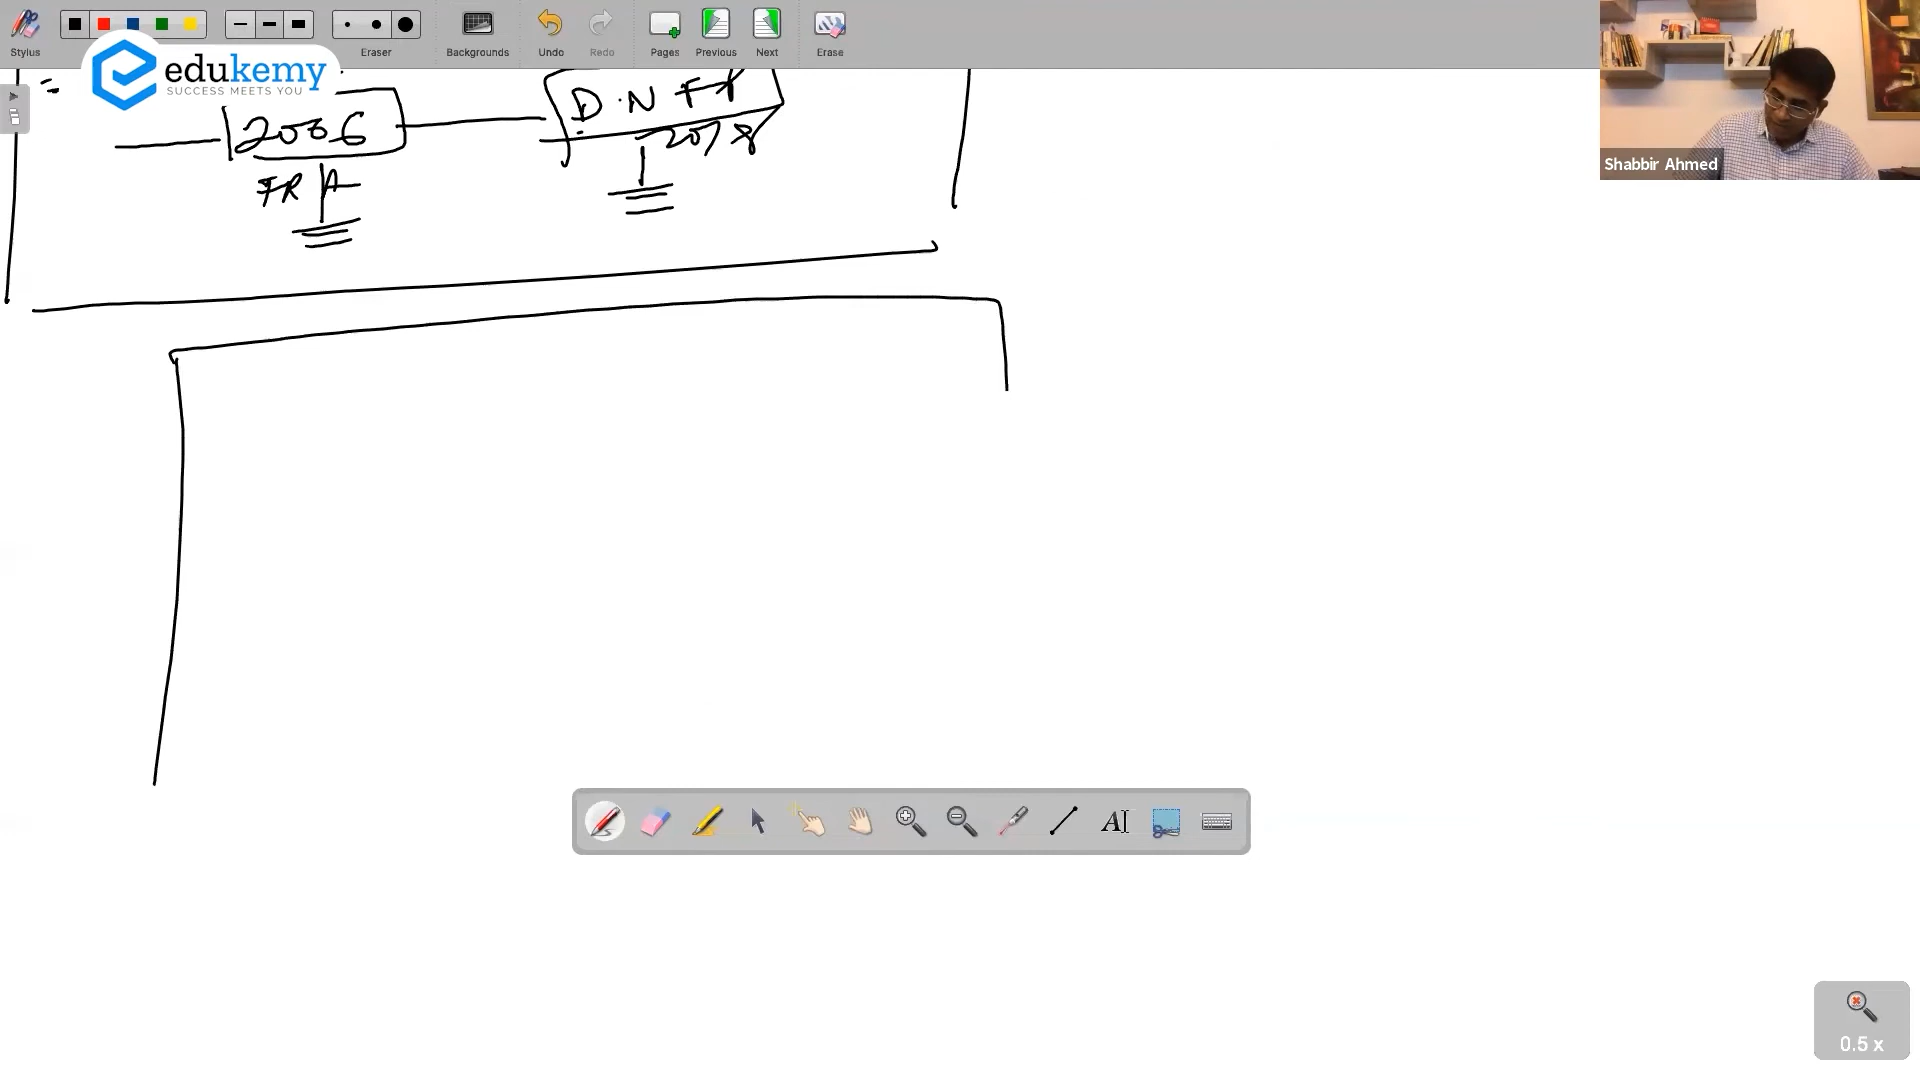 Stylus
Eraser
Backgrounds
Undo
Redo
Pages
Previous
Next
Erase
edukemy
SUCCESS MEETS YOU
Shabbir Ahmed
D.N F P
2018
2006
FRA
0.5 x